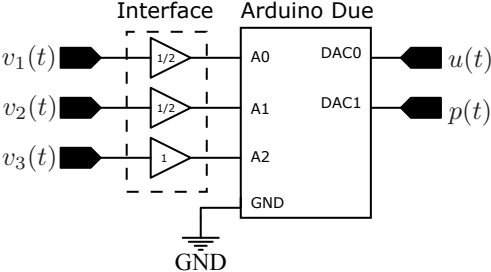 Interface Arduino Due
v₁(t) 1/2 A0 DAC0 u(t)
v₂(t) 1/2 A1 DAC1 p(t)
v₃(t) 1 A2
GND
GND